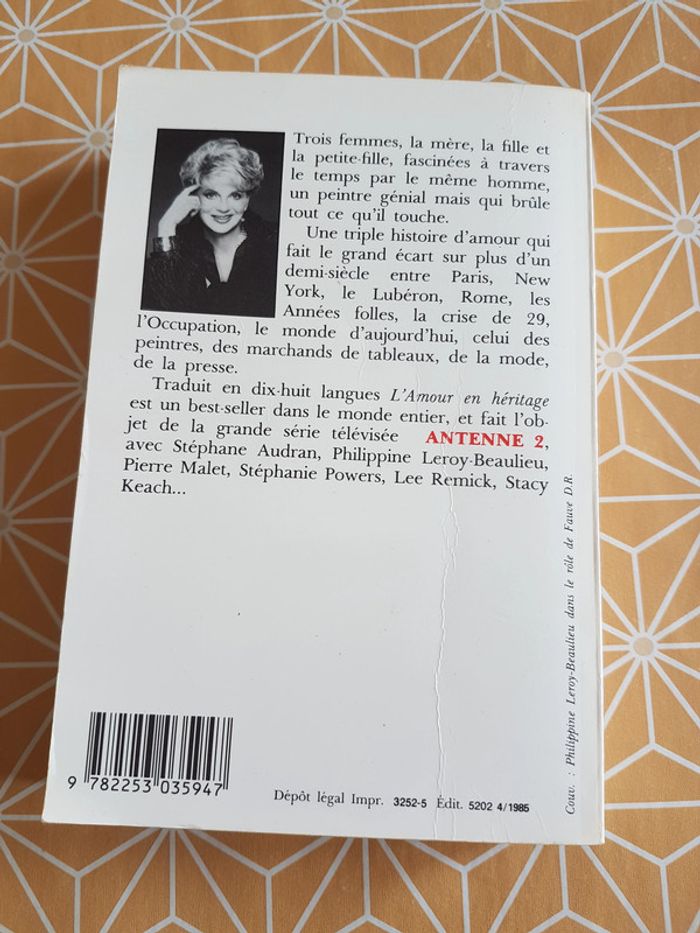 Trois femmes, la mère, la fille et
la petite-fille, fascinées à travers
le temps par le même homme,
un peintre génial mais qui brûle
tout ce qu'il touche.
Une triple histoire d'amour qui
fait le grand écart sur plus d'un
demi-siècle entre Paris, New
York, le Lubéron, Rome, les
Années folles, la crise de 29,
l'Occupation, le monde d'aujourd'hui, celui des
peintres, des marchands de tableaux, de la mode,
de la presse.
Traduit en dix-huit langues L'Amour en héritage
est un best-seller dans le monde entier, et fait l'ob-
jet de la grande série télévisée ANTENNE 2,
avec Stéphane Audran, Philippine Leroy-Beaulieu,
Pierre Malet, Stéphanie Powers, Lee Remick, Stacy
Keach...
Couv. : Philippine Leroy-Beaulieu dans le rôle de Fauve D.R.
9 782253 035947
Dépôt légal Impr. 3252-5 Édit. 5202 4/1985